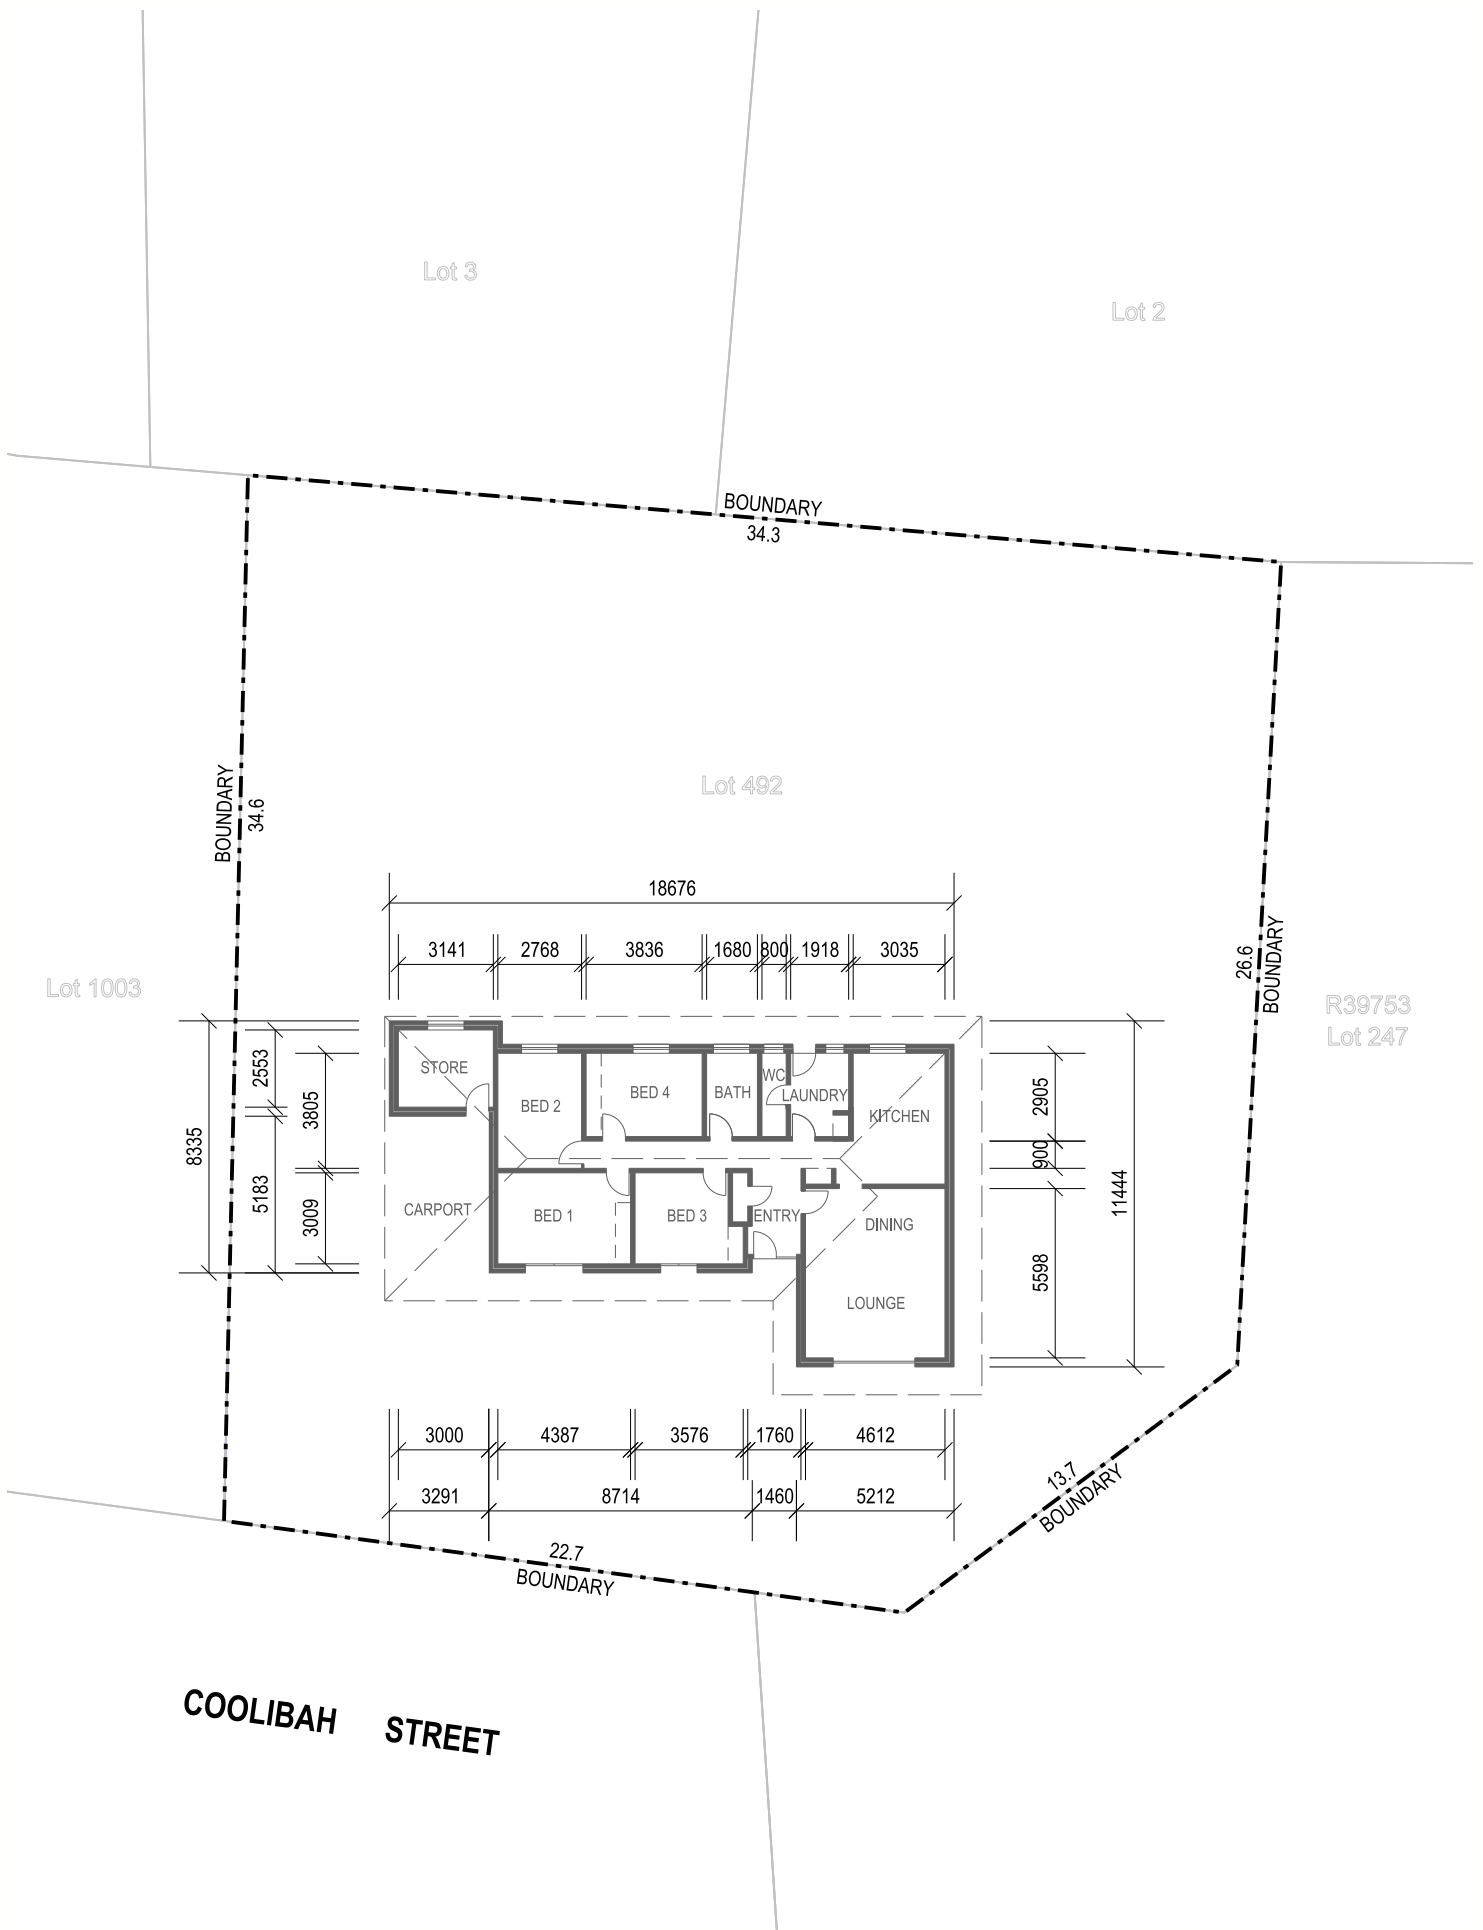 Lot 3
Lot 2
BOUNDARY
34.3
BOUNDARY
34.6
Lot 492
BOUNDARY
26.6
Lot 1003
R39753
Lot 247
18676
3141
2768
3836
1680
800
1918
3035
8335
2553
5183
3805
3009
2905
900
5598
11444
STORE
BED 2
BED 4
BATH
WC
LAUNDRY
KITCHEN
CARPORT
BED 1
BED 3
ENTRY
DINING
LOUNGE
3000
4387
3576
1760
4612
3291
8714
1460
5212
13.7
BOUNDARY
22.7
BOUNDARY
COOLIBAH STREET